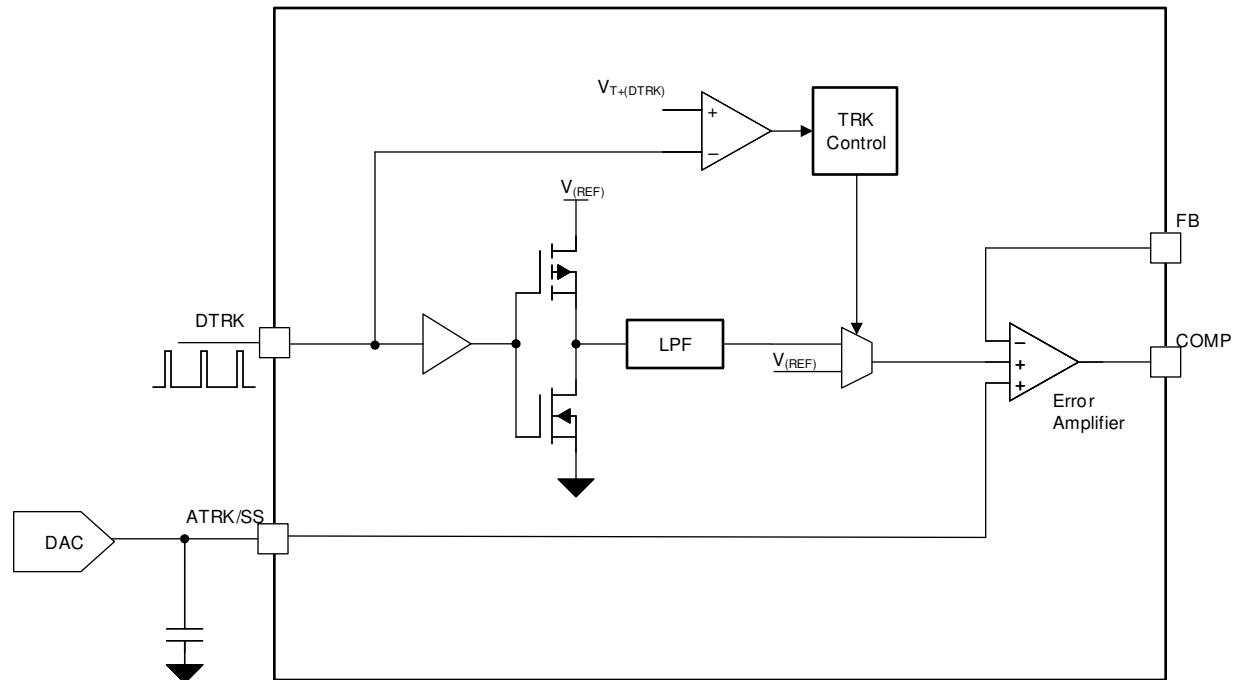 V_T+(DTRK)
+
−
TRK
Control
V_(REF)
FB
DTRK
LPF
V_(REF)
−
+
+
COMP
Error
Amplifier
ATRK/SS
DAC